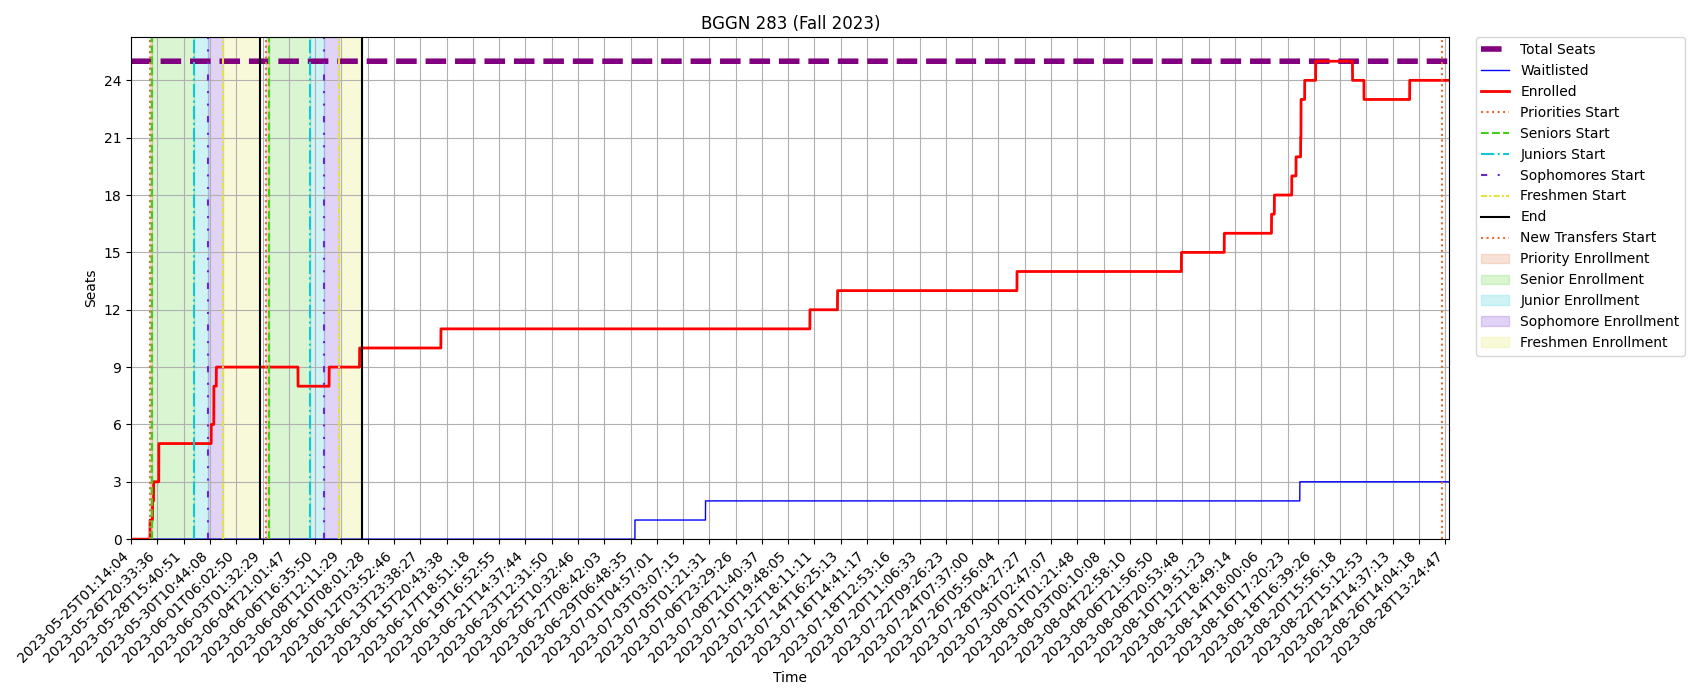 BGGN 283 (Fall 2023)
Seats
24
21
18
15
12
9
6
3
0
2023-05-25T01:14:04
2023-05-26T20:33:36
2023-05-28T15:40:51
2023-05-30T10:44:08
2023-06-01T06:02:50
2023-06-03T01:32:29
2023-06-04T21:01:47
2023-06-06T16:35:50
2023-06-08T12:11:29
2023-06-10T08:01:28
2023-06-12T03:52:46
2023-06-13T23:38:27
2023-06-15T20:43:38
2023-06-17T18:51:18
2023-06-19T16:52:55
2023-06-21T14:37:44
2023-06-23T12:31:50
2023-06-25T10:32:46
2023-06-27T08:42:03
2023-06-29T06:48:35
2023-07-01T04:57:01
2023-07-03T03:07:15
2023-07-05T01:21:31
2023-07-06T23:29:26
2023-07-08T21:40:37
2023-07-10T19:48:05
2023-07-12T18:11:11
2023-07-14T16:25:13
2023-07-16T14:41:17
2023-07-18T12:53:16
2023-07-20T11:06:33
2023-07-22T09:26:23
2023-07-24T07:37:00
2023-07-26T05:56:04
2023-07-28T04:27:27
2023-07-30T02:47:07
2023-08-01T01:21:48
2023-08-03T00:10:08
2023-08-04T22:58:10
2023-08-06T21:56:50
2023-08-08T20:53:48
2023-08-10T19:51:23
2023-08-12T18:49:14
2023-08-14T18:00:06
2023-08-16T17:20:23
2023-08-18T16:39:26
2023-08-20T15:56:18
2023-08-22T15:12:53
2023-08-24T14:37:13
2023-08-26T14:04:18
2023-08-28T13:24:47
Time
Total Seats
Waitlisted
Enrolled
Priorities Start
Seniors Start
Juniors Start
Sophomores Start
Freshmen Start
End
New Transfers Start
Priority Enrollment
Senior Enrollment
Junior Enrollment
Sophomore Enrollment
Freshmen Enrollment